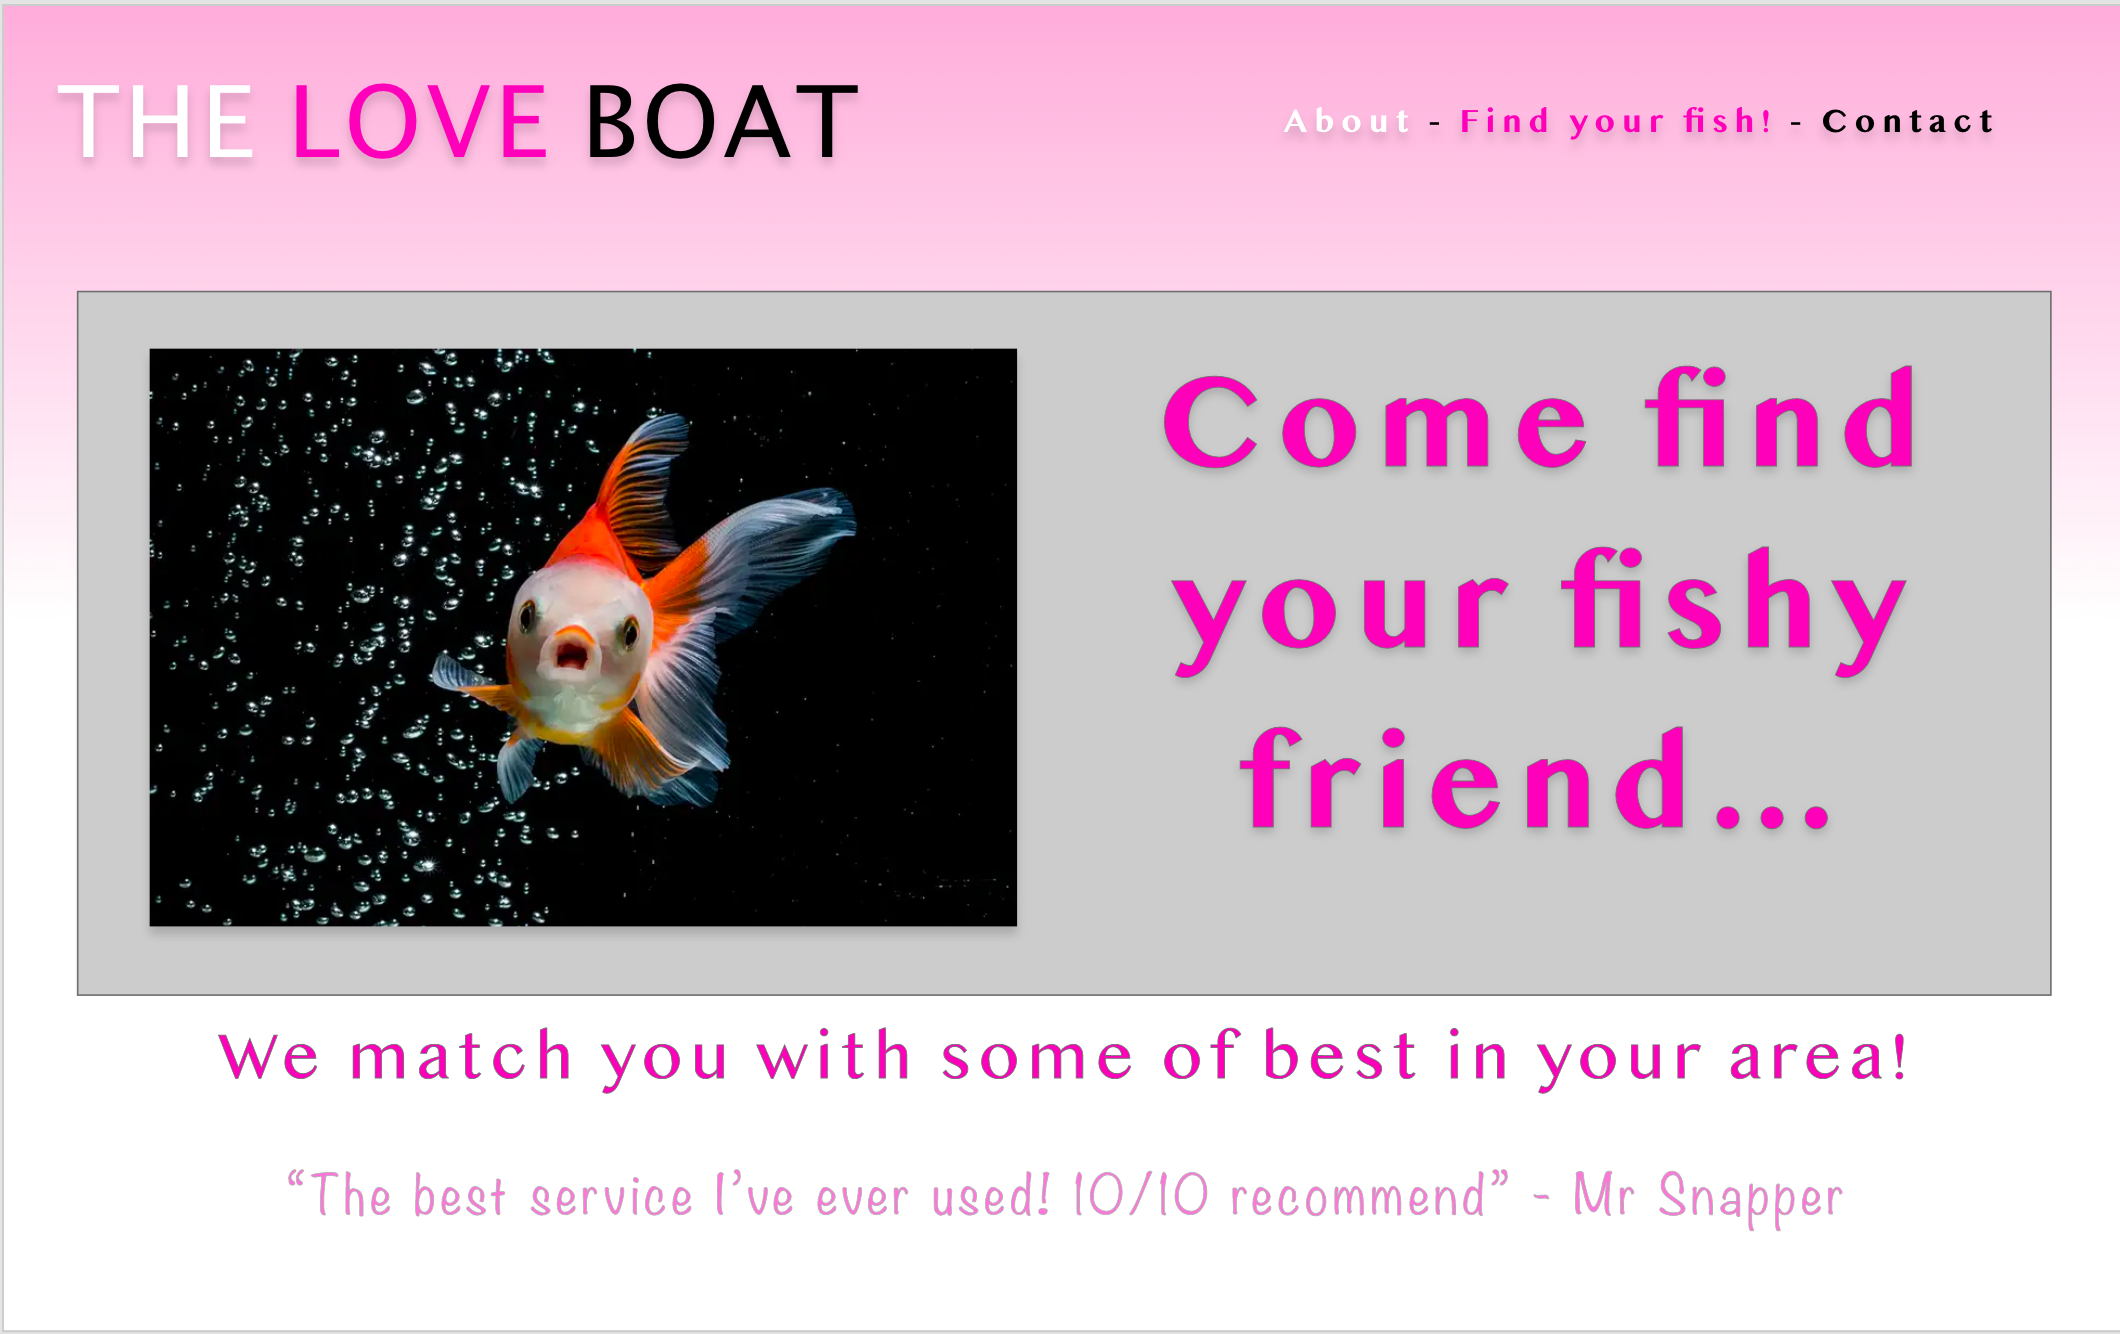 THE LOVE BOAT
About - Find your fish! - Contact
Come find
your fishy
friend...
We match you with some of best in your area!
“The best service I’ve ever used! 10/10 recommend” - Mr Snapper